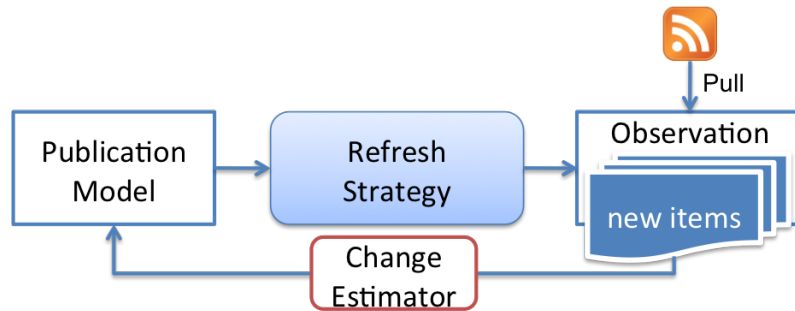 Pull
Publication
Model
Refresh
Strategy
Observation
new items
Change
Estimator